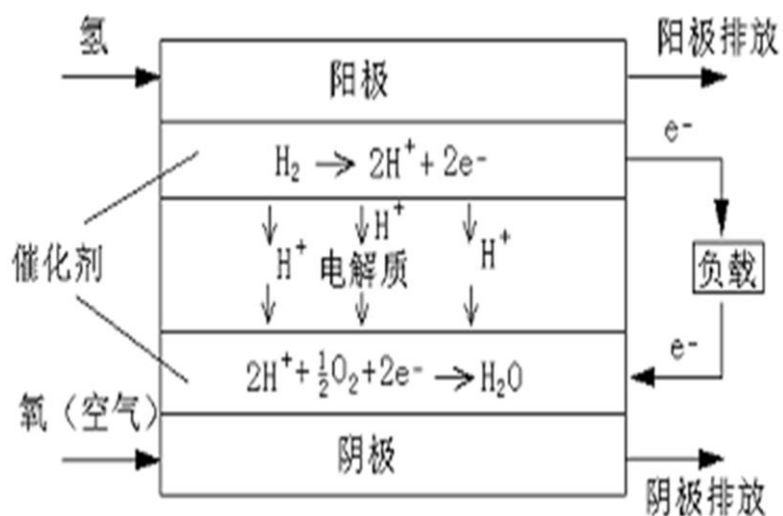 氢
阳极排放
阳极
e⁻
H₂ → 2H⁺ + 2e⁻
H⁺
H⁺
H⁺
催化剂
电解质
负载
e⁻
2H⁺ + ½O₂ + 2e⁻ → H₂O
氧（空气）
阴极
阴极排放